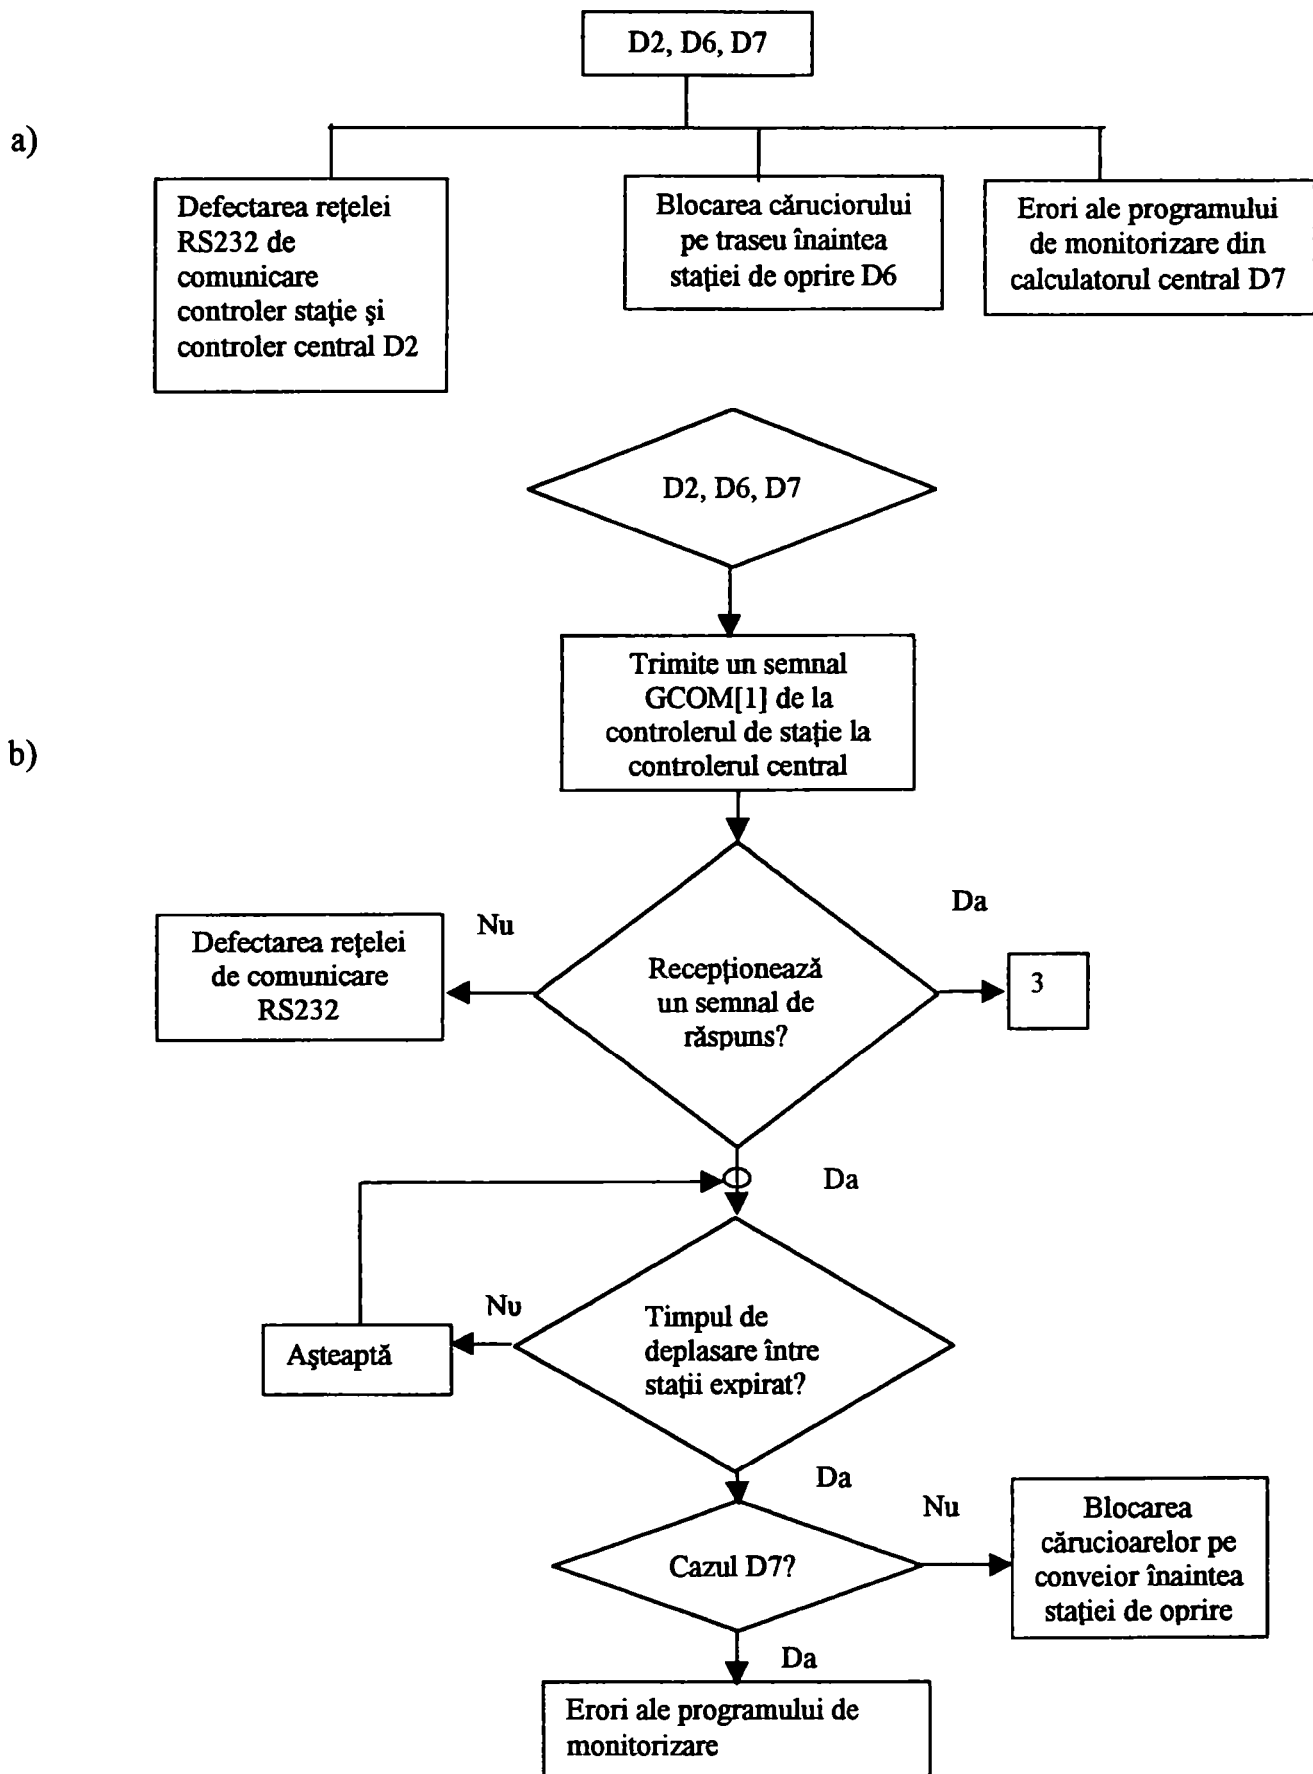 D2, D6, D7
a)
Defectarea reţelei
RS232 de
comunicare
controler staţie şi
controler central D2
Blocarea căruciorului
pe traseu înaintea
staţiei de oprire D6
Erori ale programului
de monitorizare din
calculatorul central D7
D2, D6, D7
Trimite un semnal
GCOM[1] de la
controlerul de staţie la
controlerul central
b)
Nu
Da
Defectarea reţelei
de comunicare
RS232
Recepţionează
un semnal de
răspuns?
3
Da
Nu
Aşteaptă
Timpul de
deplasare între
staţii expirat?
Da
Nu
Cazul D7?
Blocarea
cărucioarelor pe
conveior înaintea
staţiei de oprire
Da
Erori ale programului de
monitorizare